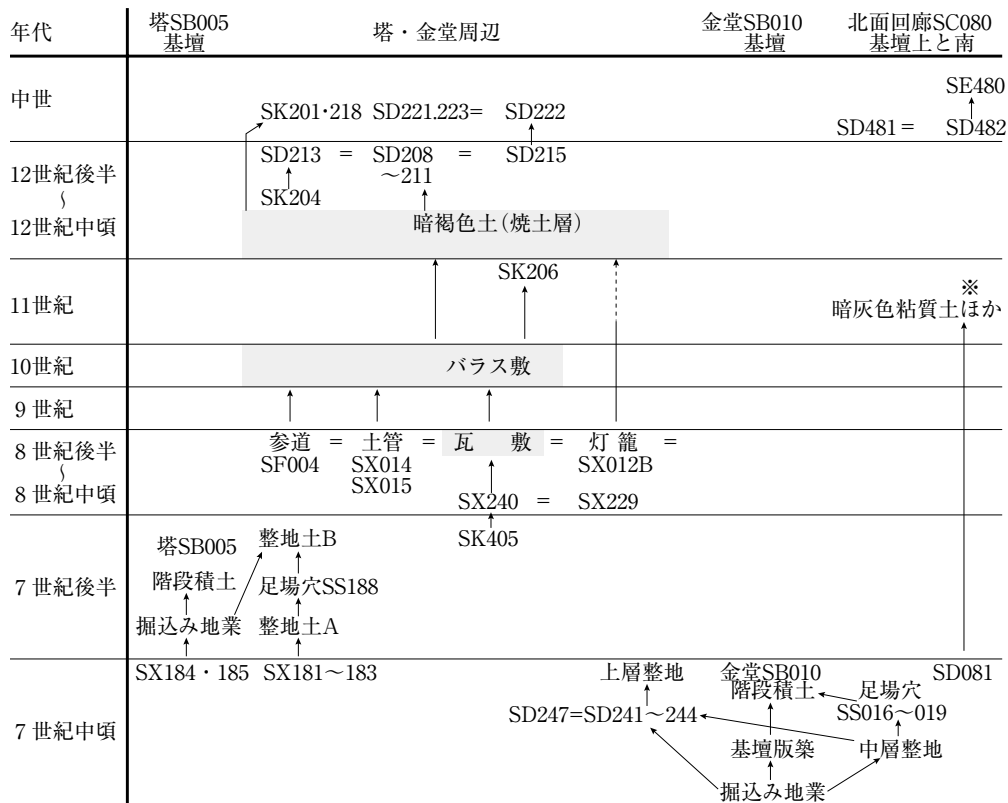 年代 塔SB005 基壇 塔・金堂周辺 金堂SB010 基壇 北面回廊SC080 基壇上と南
中世
SE480
SK201・218 SD221.223= SD222
SD481= SD482
12世紀後半
〜
12世紀中頃
SD213 = SD208 = SD215
〜211
SK204
暗褐色土(焼土層)
11世紀
SK206
※
暗灰色粘質土ほか
10世紀
バラス敷
9世紀
8世紀後半
〜
8世紀中頃
参道 = 土管 = 瓦 敷 = 灯籠 =
SF004 SX014 SX012B
SX015
SX240 = SX229
7世紀後半
SK405
塔SB005 整地土B
階段積土 足場穴SS188
掘込み地業 整地土A
7世紀中頃
SX184・185 SX181〜183 上層整地 金堂SB010 SD081
階段積土 足場穴
SD247=SD241〜244 SS016〜019
基壇版築 中層整地
掘込み地業